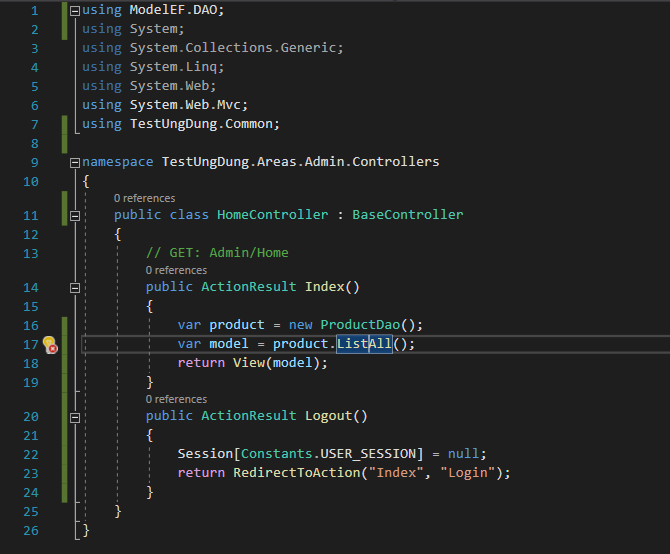 1 using ModelEF.DAO;
2 using System;
3 using System.Collections.Generic;
4 using System.Linq;
5 using System.Web;
6 using System.Web.Mvc;
7 using TestUngDung.Common;
8
9 namespace TestUngDung.Areas.Admin.Controllers
10 {
0 references
11 public class HomeController : BaseController
12 {
13 // GET: Admin/Home
0 references
14 public ActionResult Index()
15 {
16 var product = new ProductDao();
17 var model = product.ListAll();
18 return View(model);
19 }
0 references
20 public ActionResult Logout()
21 {
22 Session[Constants.USER_SESSION] = null;
23 return RedirectToAction("Index", "Login");
24 }
25 }
26 }